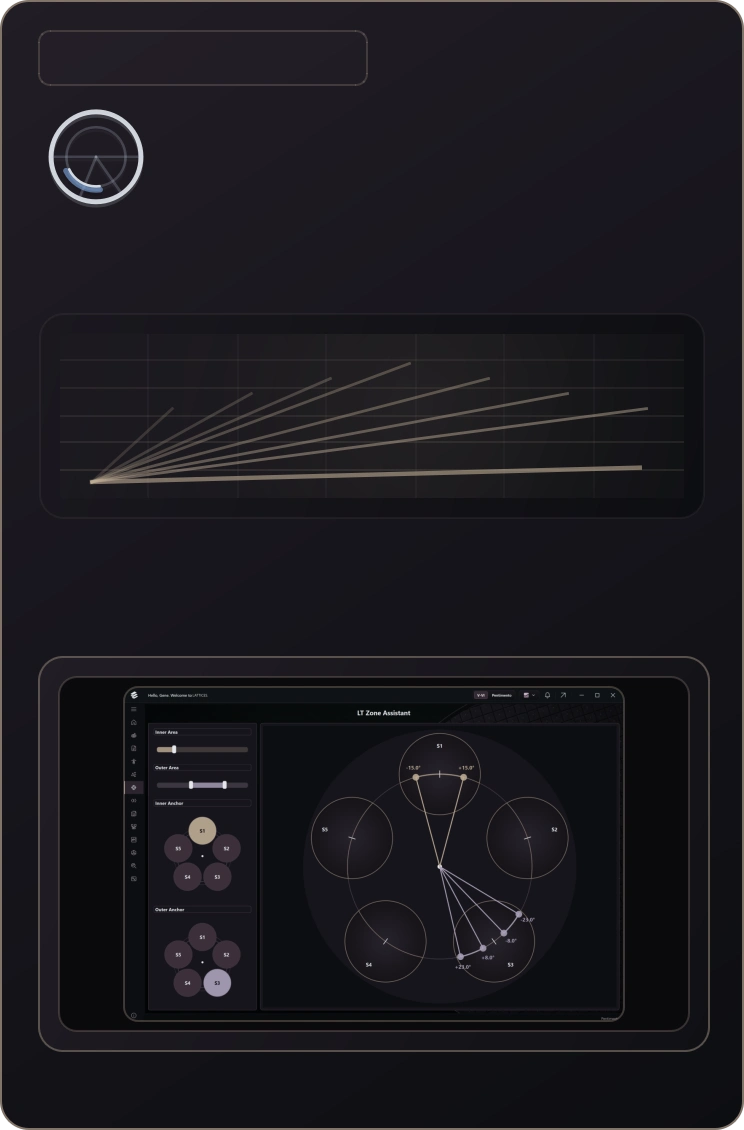 Hello, Gene. Welcome to LATTICES.
Pentimento
LT Zone Assistant
Inner Area
Outer Area
Inner Anchor
S1
S5
S2
S4
S3
Outer Anchor
S1
S5
S2
S4
S3
S1
-15.0°
+15.0°
S5
S2
-23.0°
-8.0°
+8.0°
S4
+23.0°
S3